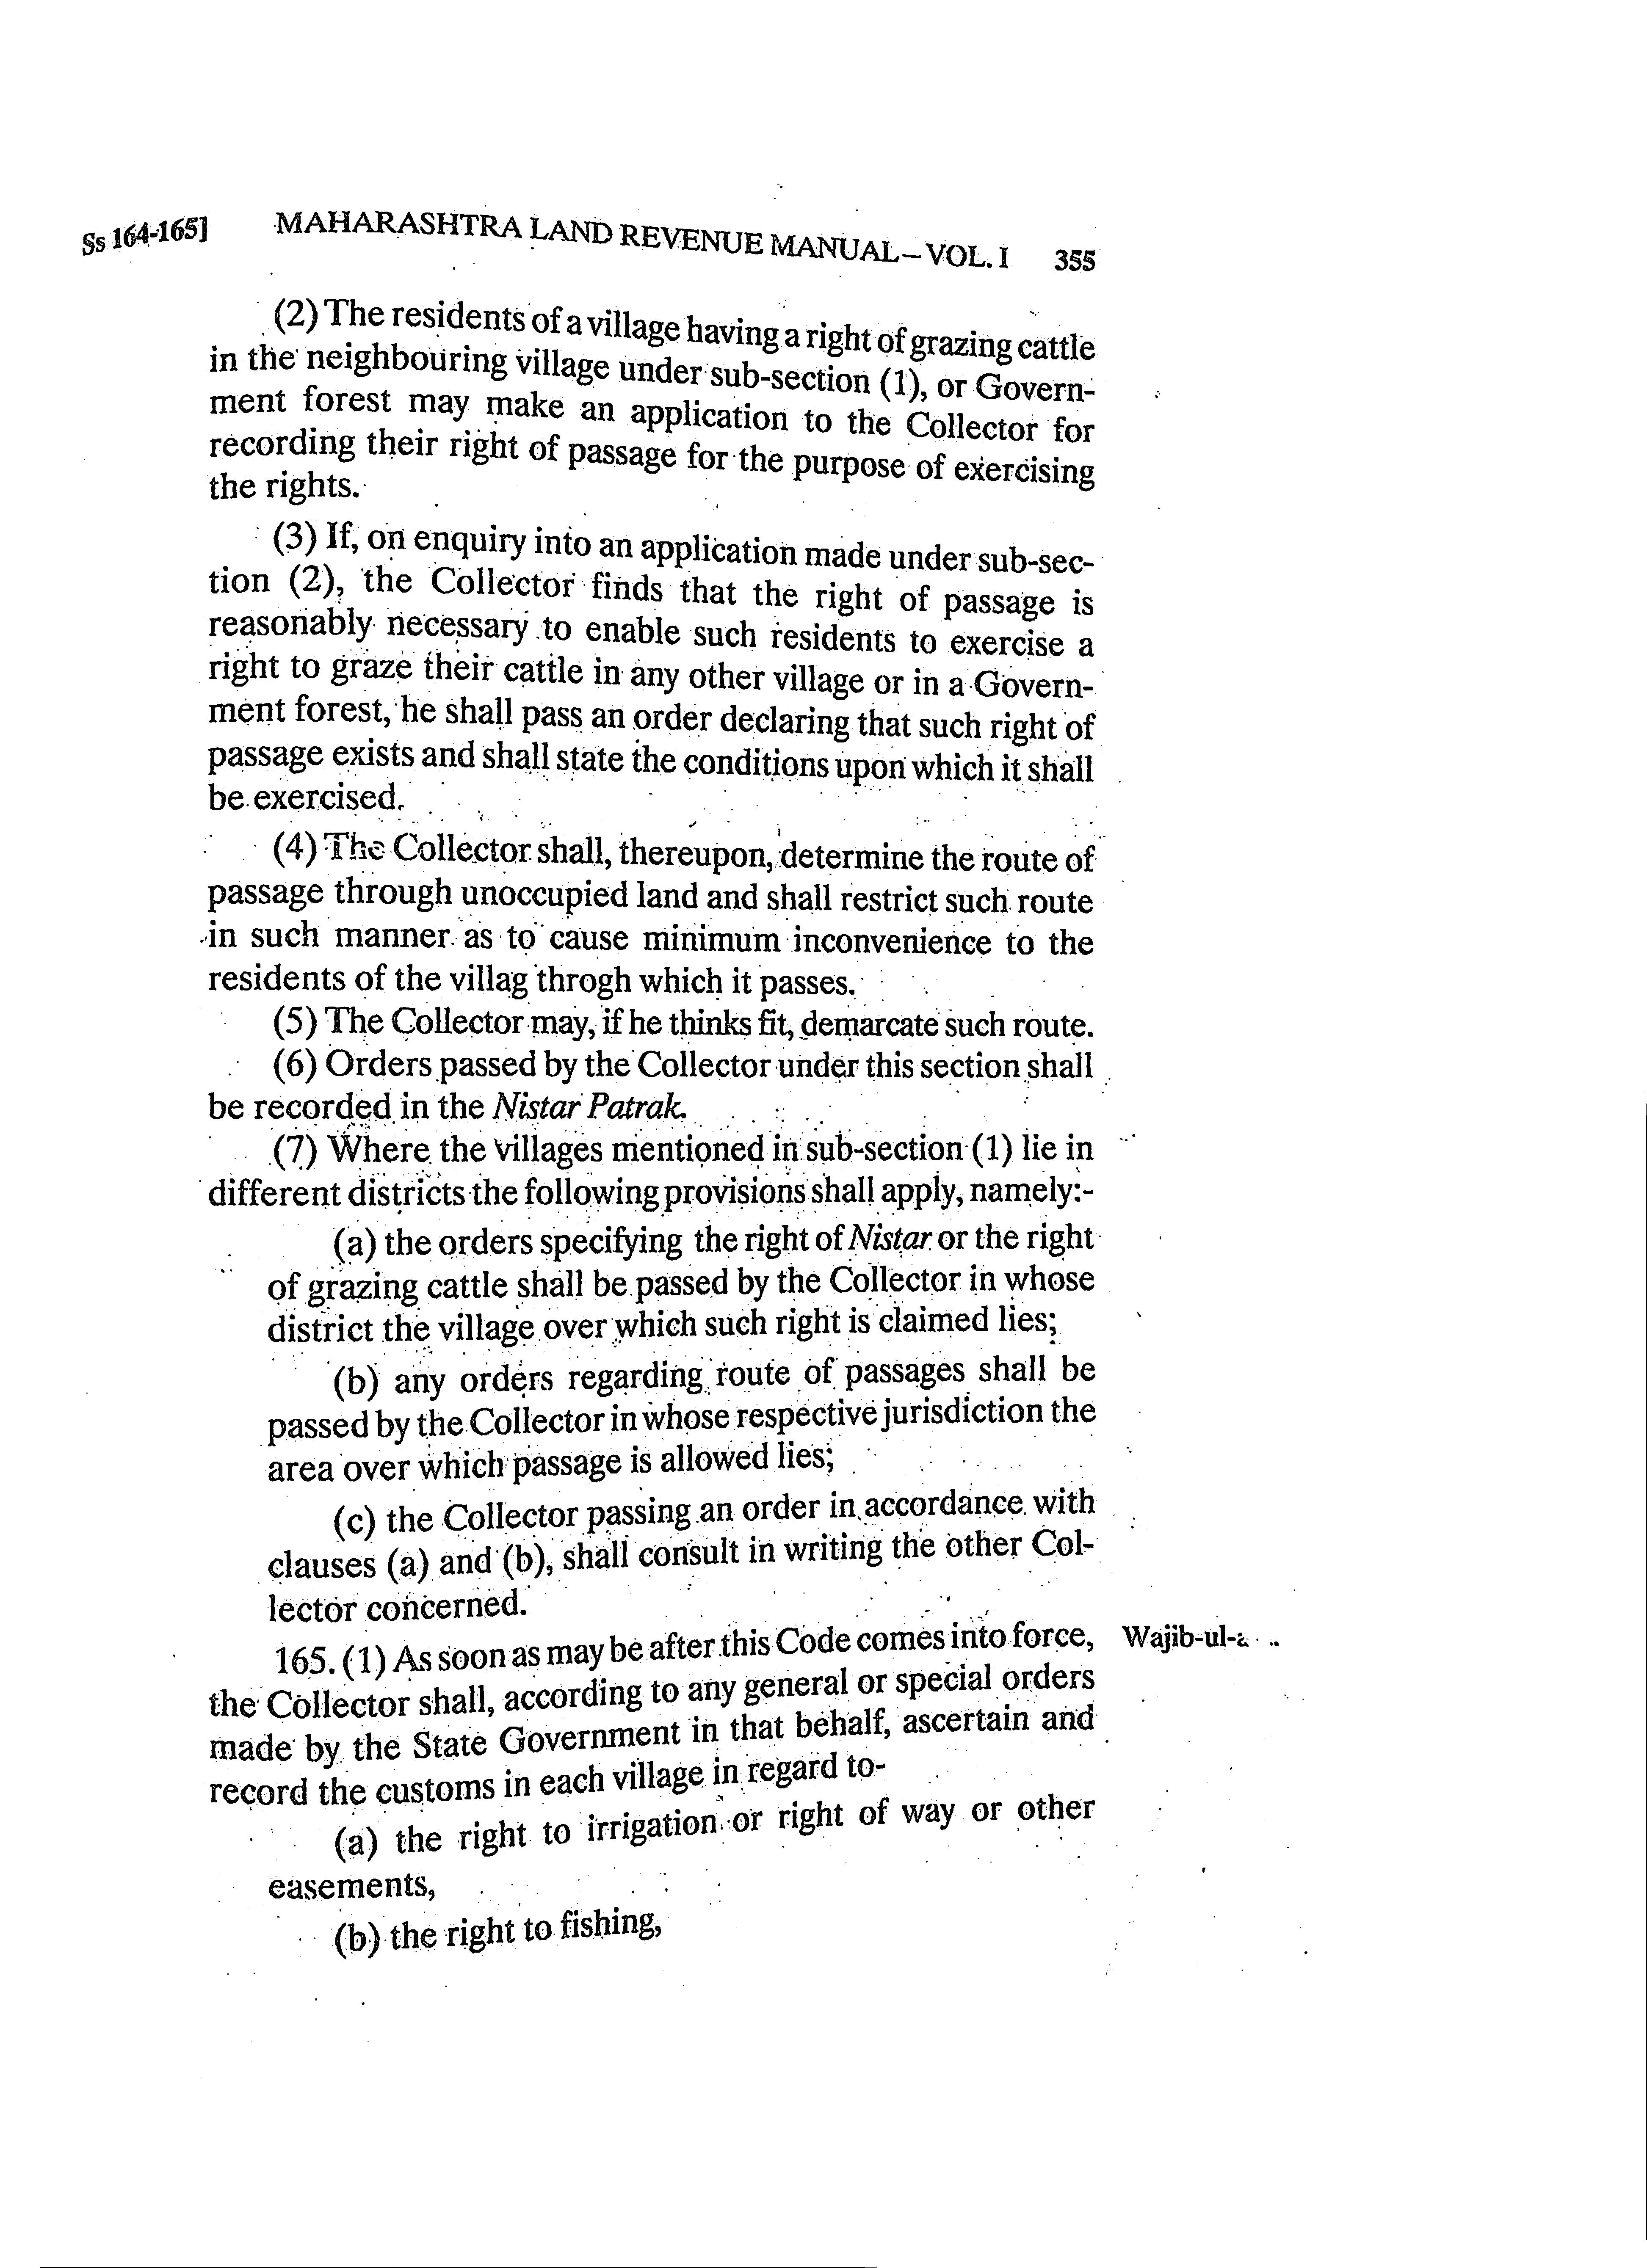 Ss 164-165] MAHARASHTRA LAND REVENUE MANUAL – VOL. I 355
(2) The residents of a village having a right of grazing cattle
in the neighbouring village under sub-section (1), or Govern-
ment forest may make an application to the Collector for
recording their right of passage for the purpose of exercising
the rights.
(3) If, on enquiry into an application made under sub-sec-
tion (2), the Collector finds that the right of passage is
reasonably necessary to enable such residents to exercise a
right to graze their cattle in any other village or in a Govern-
ment forest, he shall pass an order declaring that such right of
passage exists and shall state the conditions upon which it shall
be exercised.
(4) The Collector shall, thereupon, determine the route of
passage through unoccupied land and shall restrict such route
in such manner as to cause minimum inconvenience to the
residents of the villag throgh which it passes.
(5) The Collector may, if he thinks fit, demarcate such route.
(6) Orders passed by the Collector under this section shall
be recorded in the Nistar Patrak.
(7) Where the villages mentioned in sub-section (1) lie in
different districts the following provisions shall apply, namely:-
(a) the orders specifying the right of Nistar or the right
of grazing cattle shall be passed by the Collector in whose
district the village over which such right is claimed lies;
(b) any orders regarding route of passages shall be
passed by the Collector in whose respective jurisdiction the
area over which passage is allowed lies;
(c) the Collector passing an order in accordance with
clauses (a) and (b), shall consult in writing the other Col-
lector concerned.
165. (1) As soon as may be after this Code comes into force, Wajib-ul-
the Collector shall, according to any general or special orders
made by the State Government in that behalf, ascertain and
record the customs in each village in regard to-
(a) the right to irrigation or right of way or other
easements,
(b) the right to fishing,